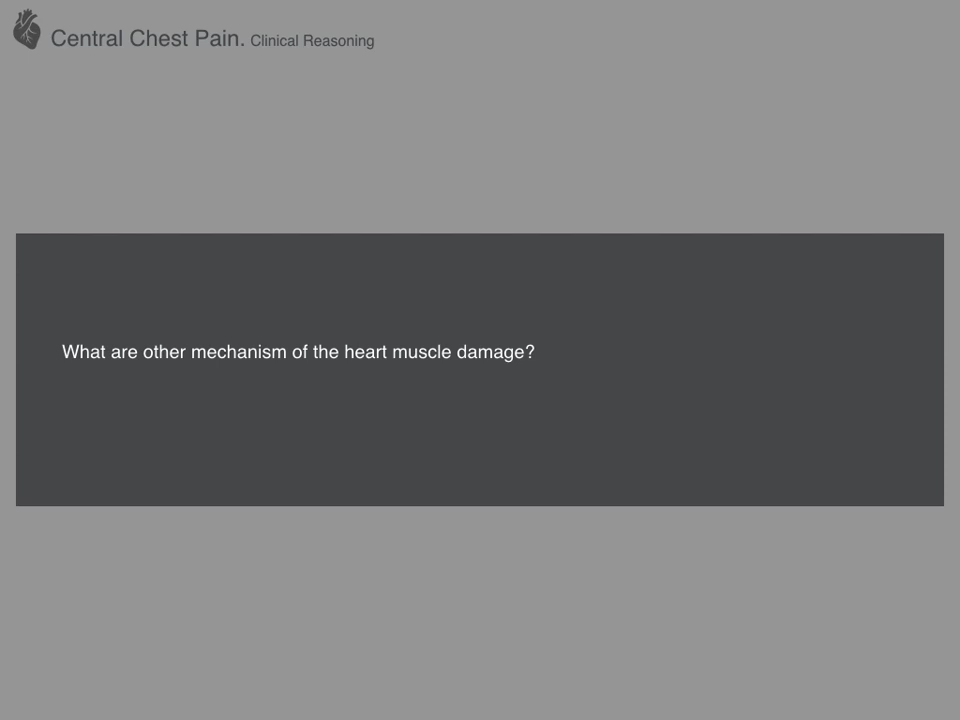 Central Chest Pain. Clinical Reasoning
What are other mechanism of the heart muscle damage?